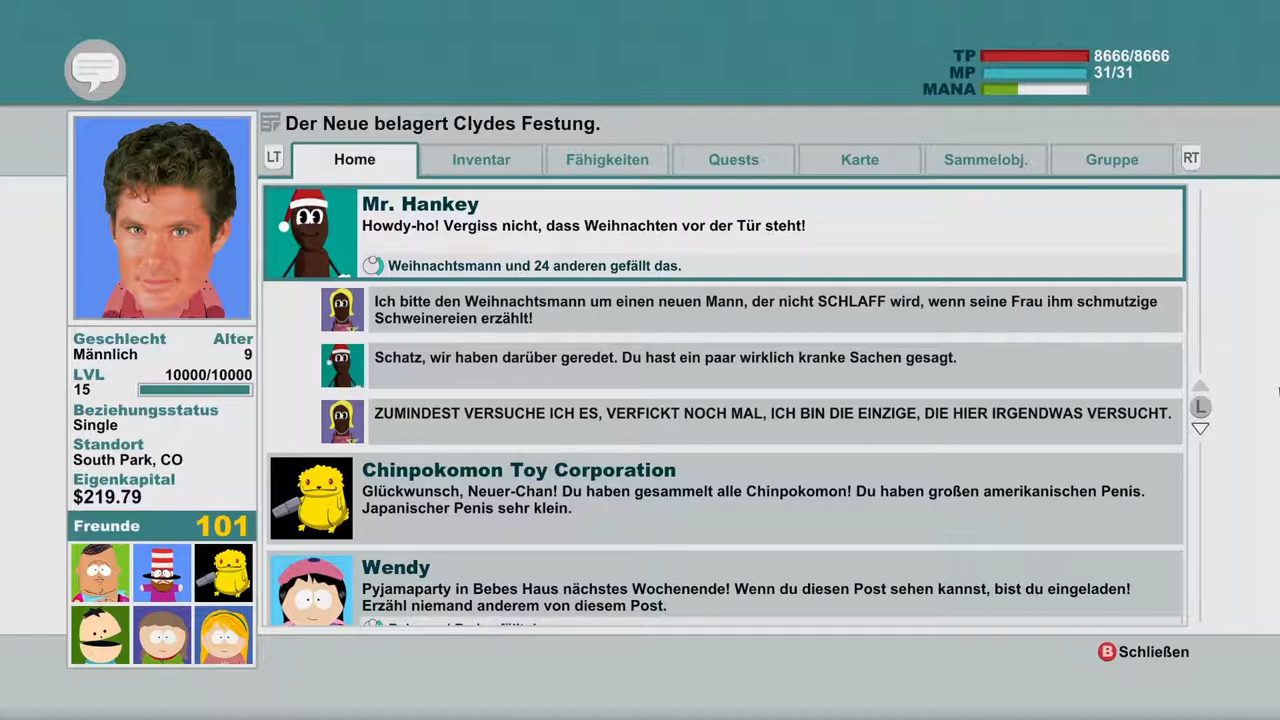 TP 8666/8666
MP 31/31
MANA
Der Neue belagert Clydes Festung.
LT Home Inventar Fähigkeiten Quests Karte Sammelobj. Gruppe RT
Mr. Hankey
Howdy-ho! Vergiss nicht, dass Weihnachten vor der Tür steht!
Weihnachtsmann und 24 anderen gefällt das.
Ich bitte den Weihnachtsmann um einen neuen Mann, der nicht SCHLAFF wird, wenn seine Frau ihm schmutzige
Schweinereien erzählt!
Schatz, wir haben darüber geredet. Du hast ein paar wirklich kranke Sachen gesagt.
ZUMINDEST VERSUCHE ICH ES, VERFICKT NOCH MAL, ICH BIN DIE EINZIGE, DIE HIER IRGENDWAS VERSUCHT.
Chinpokomon Toy Corporation
Glückwunsch, Neuer-Chan! Du haben gesammelt alle Chinpokomon! Du haben großen amerikanischen Penis.
Japanischer Penis sehr klein.
Wendy
Pyjamaparty in Bebes Haus nächstes Wochenende! Wenn du diesen Post sehen kannst, bist du eingeladen!
Erzähl niemand anderem von diesem Post.
Geschlecht Alter
Männlich 9
LVL 10000/10000
15
Beziehungsstatus
Single
Standort
South Park, CO
Eigenkapital
$219.79
Freunde 101
L
B Schließen